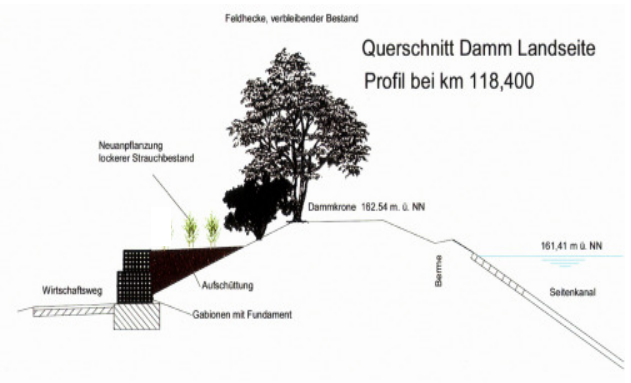 Feldhecke, verbleibender Bestand
Querschnitt Damm Landseite
Profil bei km 118,400
Neuanpflanzung
lockerer Strauchbestand
Dammkrone 162.54 m. ü. NN
161,41 m ü. NN
Berme
Wirtschaftsweg
Aufschüttung
Seitenkanal
Gabionen mit Fundament